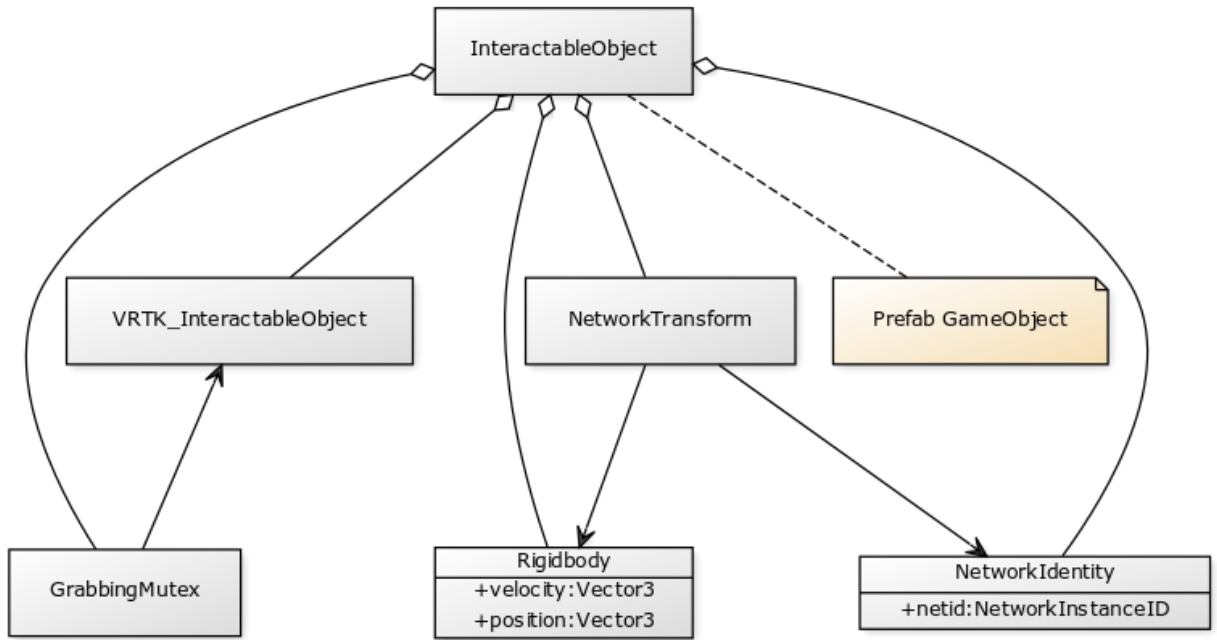 InteractableObject
VRTK_InteractableObject
NetworkTransform
Prefab GameObject
GrabbingMutex
Rigidbody
+velocity:Vector3
+position:Vector3
NetworkIdentity
+netid:NetworkInstanceID